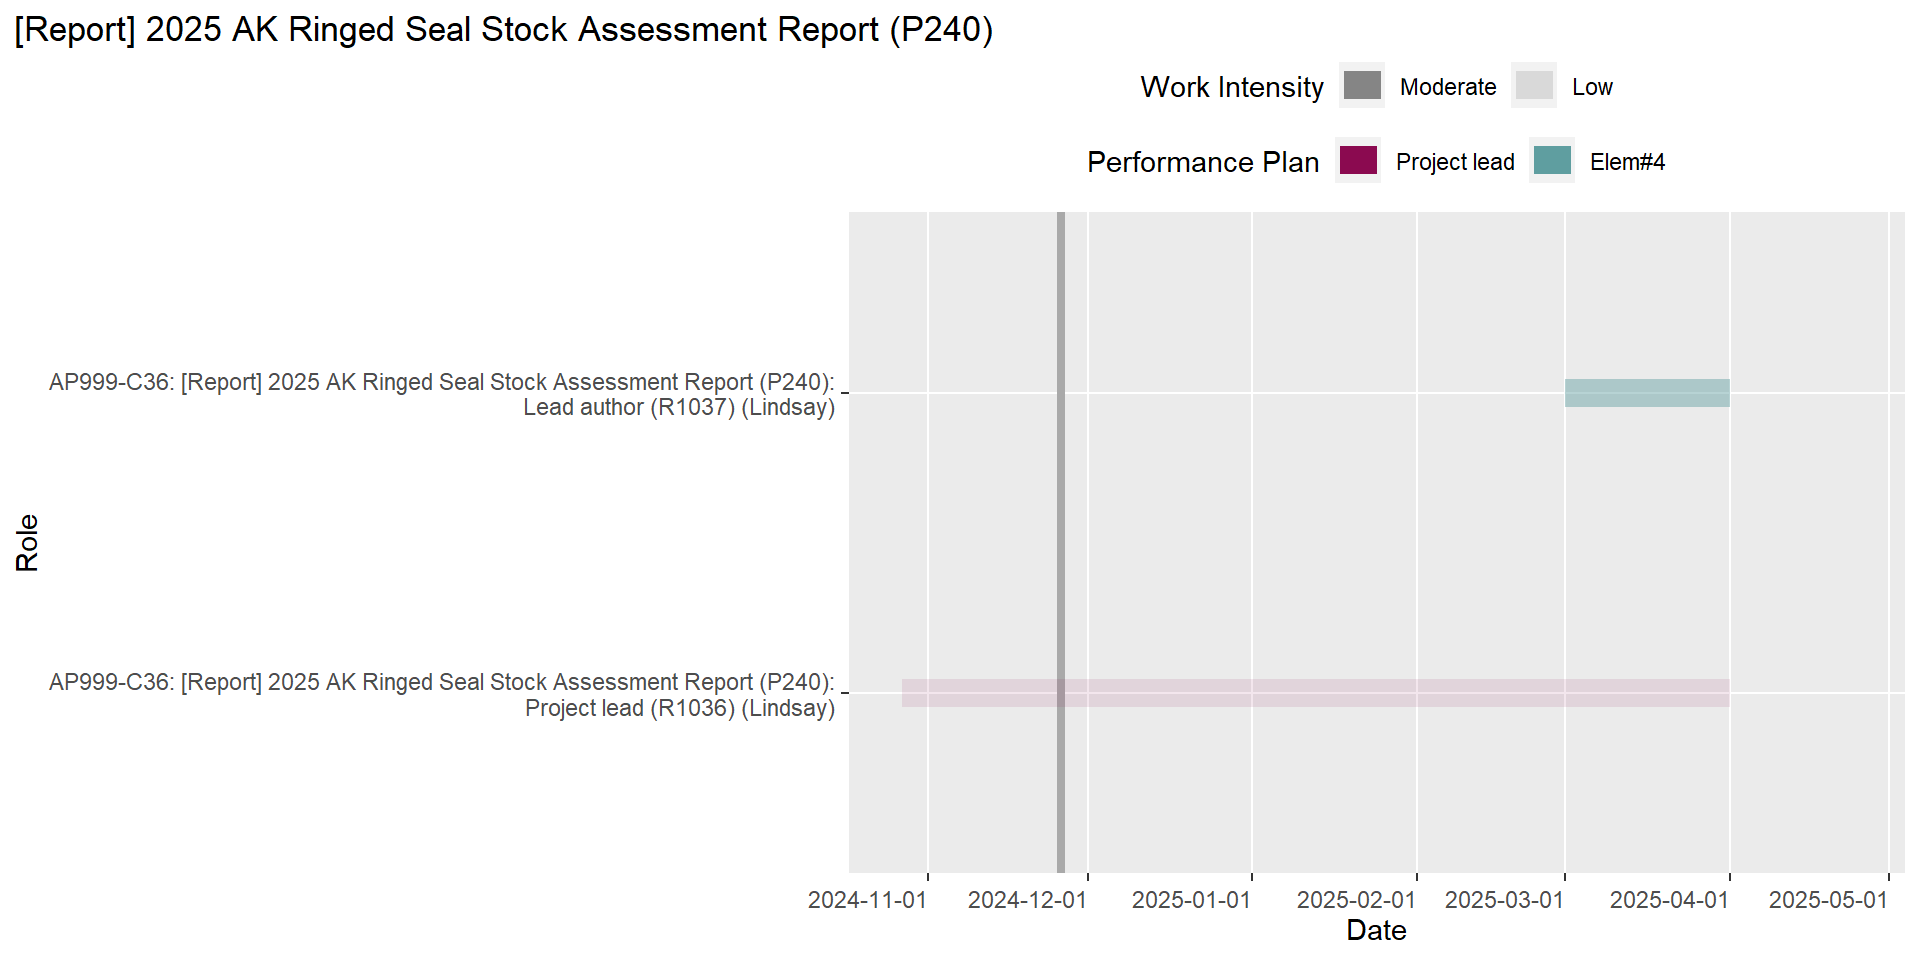 [Report] 2025 AK Ringed Seal Stock Assessment Report (P240)
Work Intensity Moderate Low
Performance Plan Project lead Elem#4
AP999-C36: [Report] 2025 AK Ringed Seal Stock Assessment Report (P240):
Lead author (R1037) (Lindsay)
Role
AP999-C36: [Report] 2025 AK Ringed Seal Stock Assessment Report (P240):
Project lead (R1036) (Lindsay)
2024-11-01 2024-12-01 2025-01-01 2025-02-01 2025-03-01 2025-04-01 2025-05-01
Date